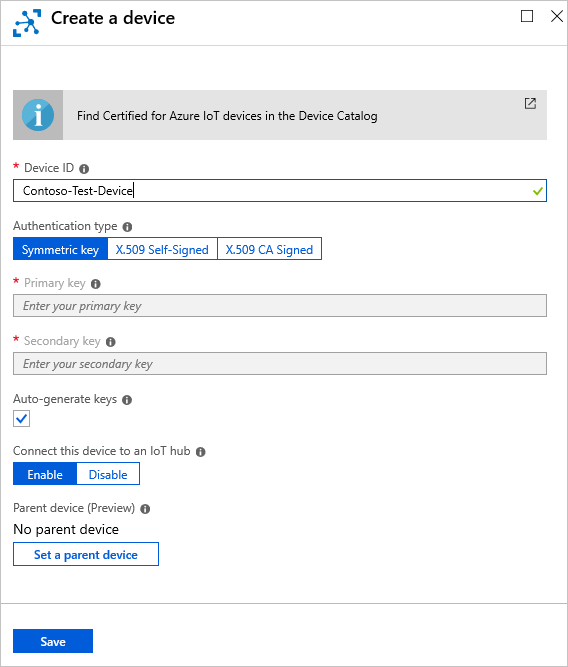 Create a device
Find Certified for Azure IoT devices in the Device Catalog
* Device ID
Contoso-Test-Device
Authentication type
Symmetric key X.509 Self-Signed X.509 CA Signed
* Primary key
Enter your primary key
* Secondary key
Enter your secondary key
Auto-generate keys
Connect this device to an IoT hub
Enable Disable
Parent device (Preview)
No parent device
Set a parent device
Save